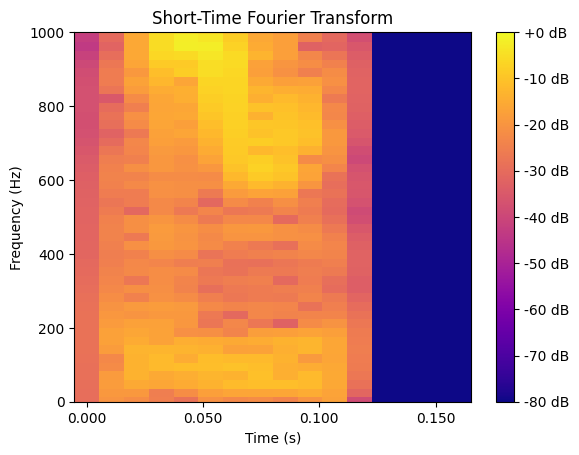 Short-Time Fourier Transform
1000
800
600
400
200
0
Frequency (Hz)
0.000
0.050
0.100
0.150
Time (s)
+0 dB
-10 dB
-20 dB
-30 dB
-40 dB
-50 dB
-60 dB
-70 dB
-80 dB